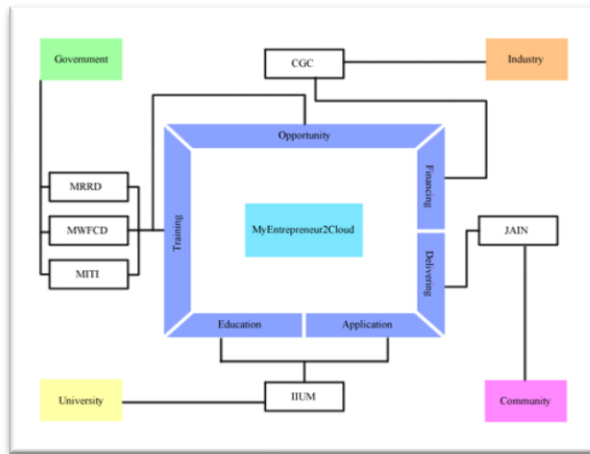 Government
CGC
Industry
Opportunity
MRRD
MWFCD
MITI
Training
MyEntrepreneur2Cloud
Financing
JAIN
Delivering
Education
Application
University
IIUM
Community